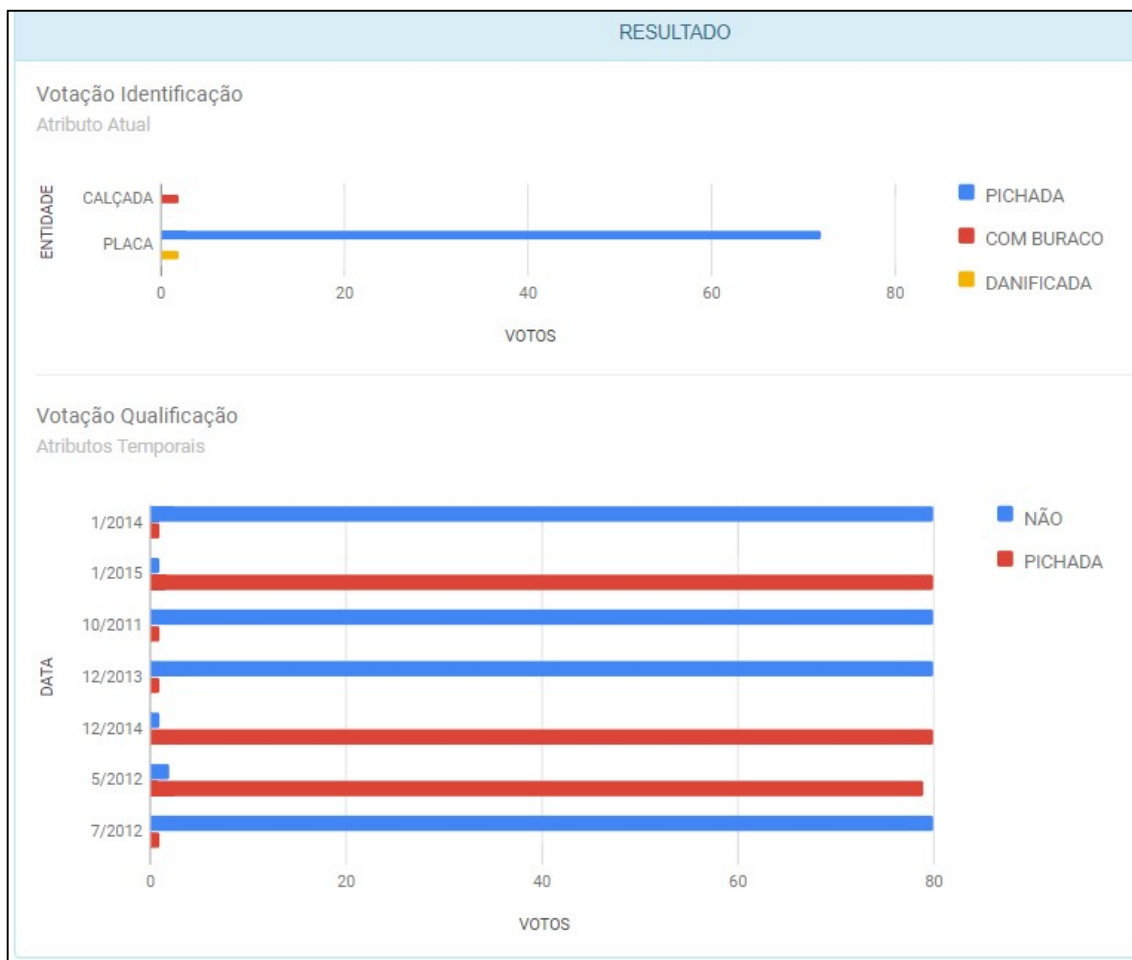 RESULTADO
Votação Identificação
Atributo Atual
ENTIDADE
CALÇADA
PLACA
0 20 40 60 80
VOTOS
PICHADA
COM BURACO
DANIFICADA
Votação Qualificação
Atributos Temporais
DATA
1/2014
1/2015
10/2011
12/2013
12/2014
5/2012
7/2012
0 20 40 60 80
VOTOS
NÃO
PICHADA